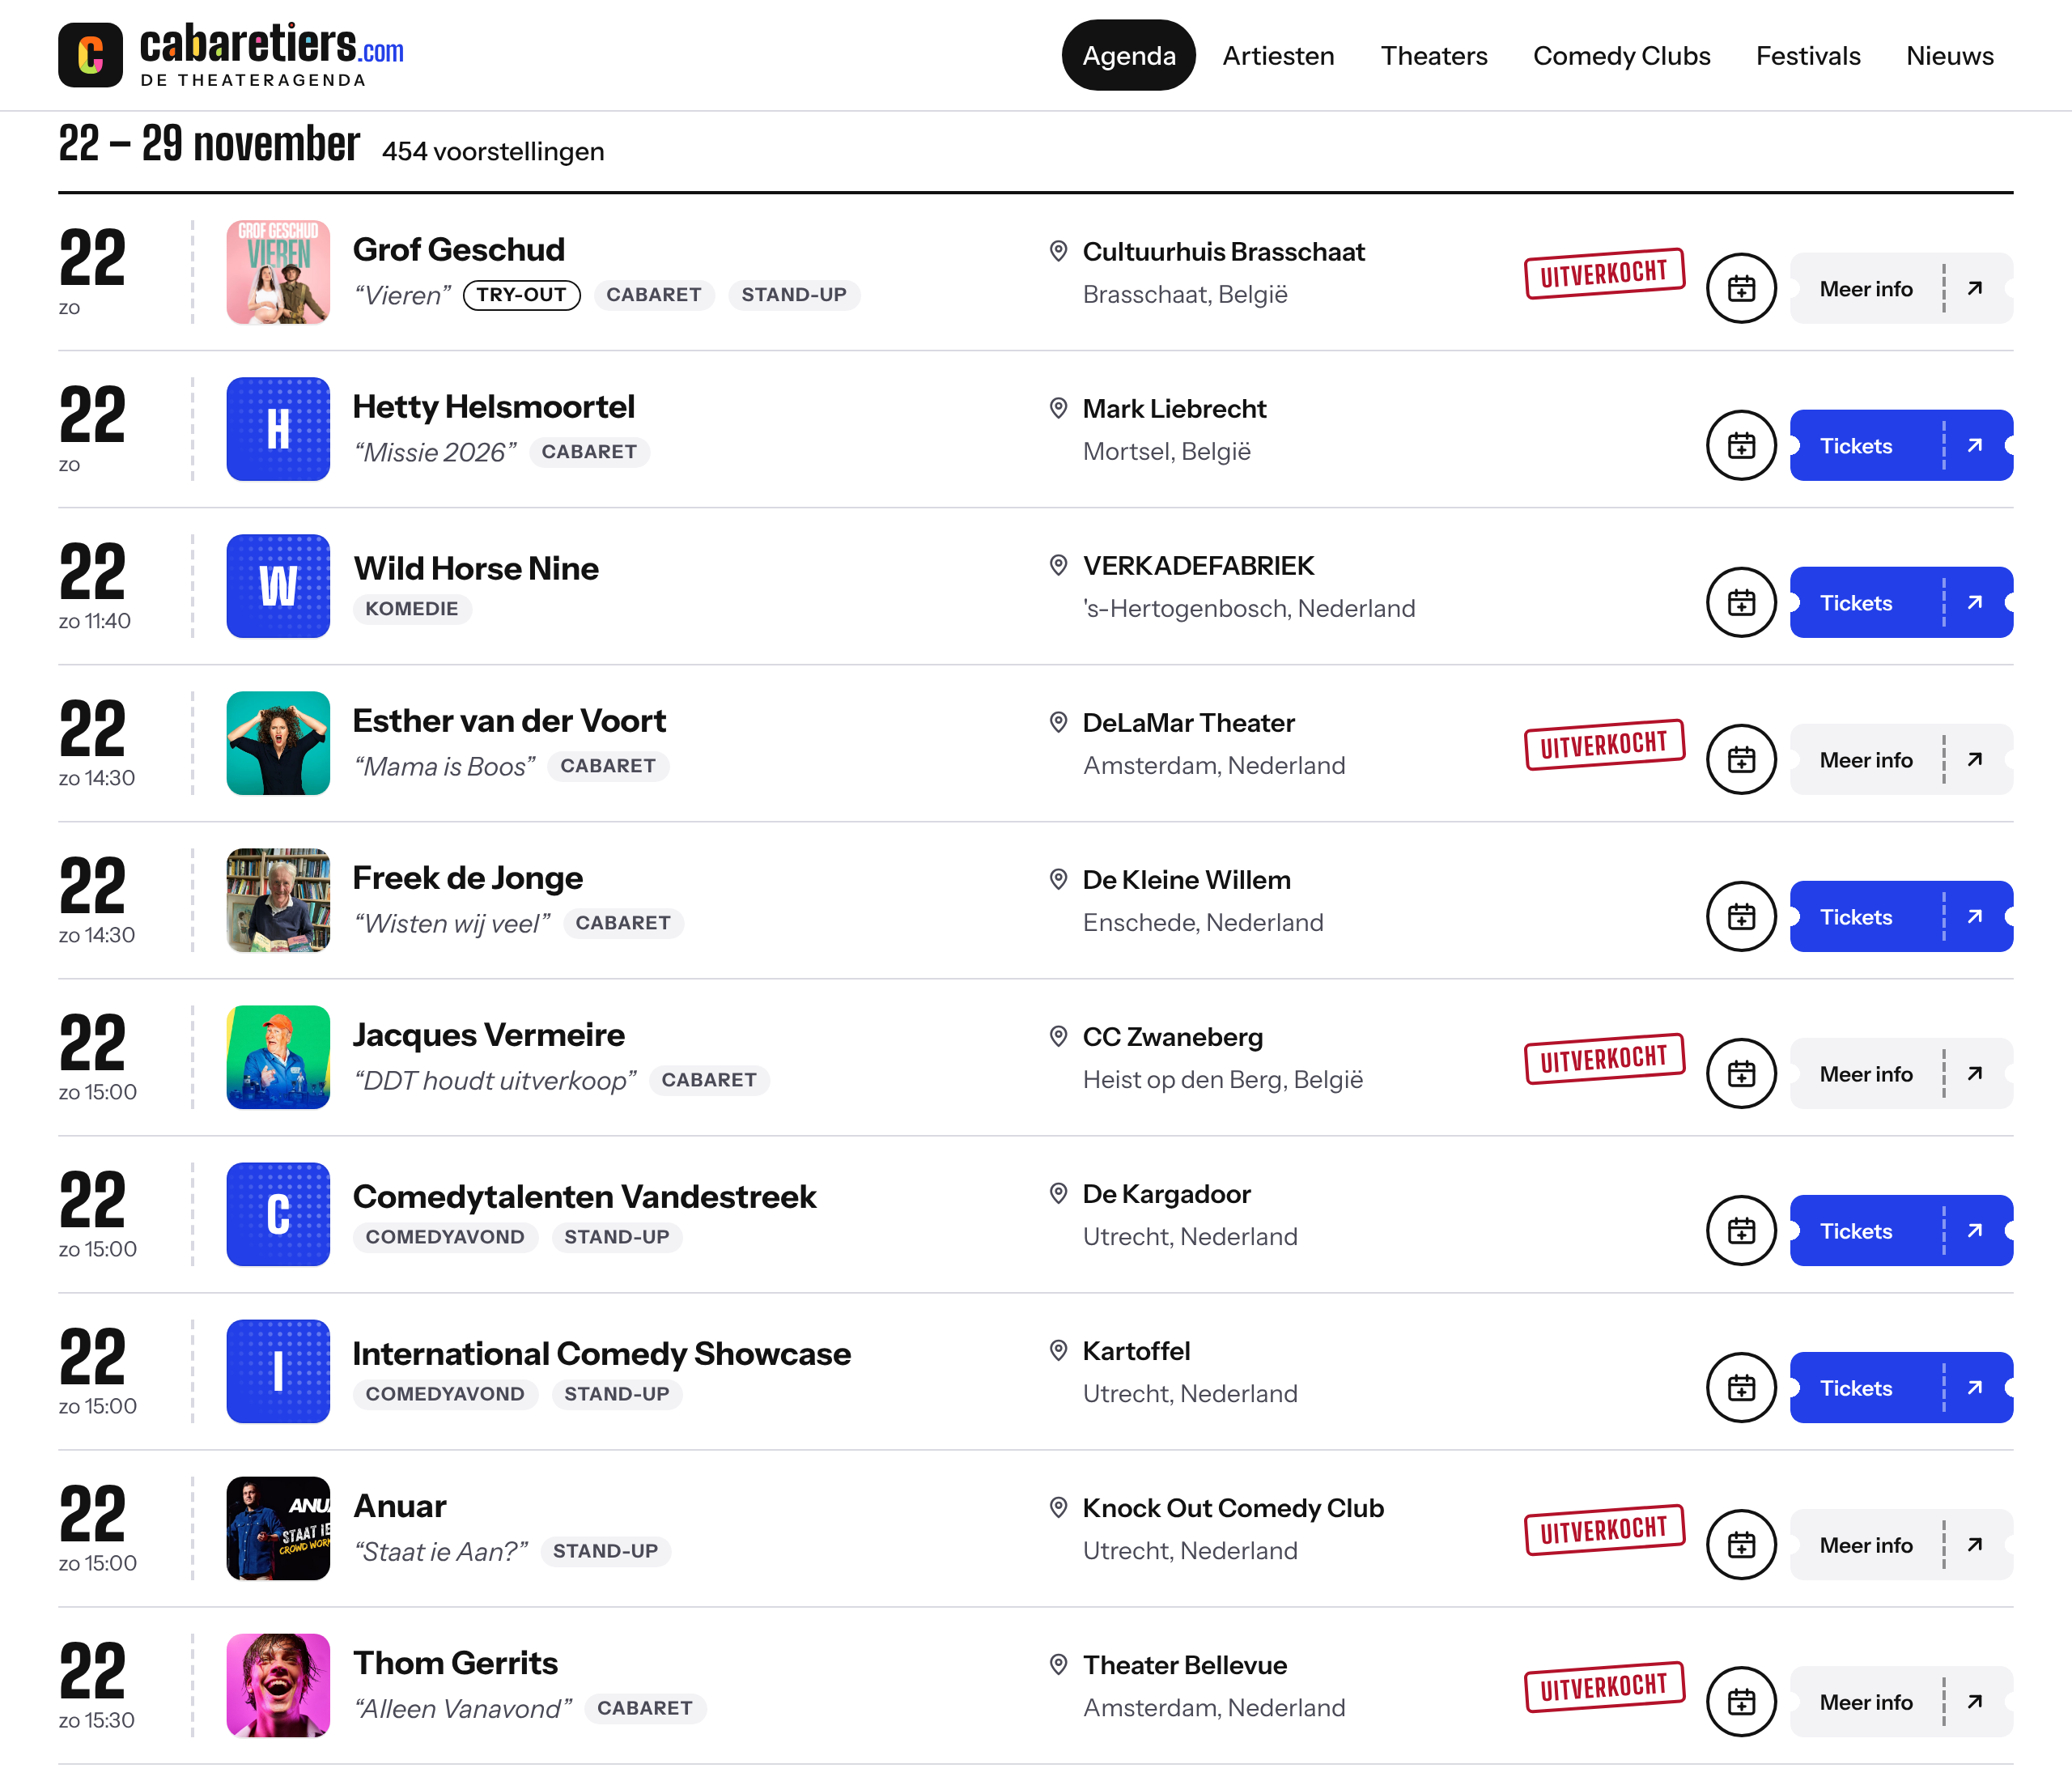 C
cabaretiers.com
DE THEATERAGENDA
Agenda Artiesten Theaters Comedy Clubs Festivals Nieuws
22 – 29 november 454 voorstellingen
22
zo
GROF GESCHUD
VIEREN
Grof Geschud
“Vieren” TRY-OUT CABARET STAND-UP
Cultuurhuis Brasschaat
Brasschaat, België
UITVERKOCHT
Meer info
22
zo
H
Hetty Helsmoortel
“Missie 2026” CABARET
Mark Liebrecht
Mortsel, België
Tickets
22
zo 11:40
W
Wild Horse Nine
KOMEDIE
VERKADEFABRIEK
's-Hertogenbosch, Nederland
Tickets
22
zo 14:30
Esther van der Voort
“Mama is Boos” CABARET
DeLaMar Theater
Amsterdam, Nederland
UITVERKOCHT
Meer info
22
zo 14:30
Freek de Jonge
“Wisten wij veel” CABARET
De Kleine Willem
Enschede, Nederland
Tickets
22
zo 15:00
Jacques Vermeire
“DDT houdt uitverkoop” CABARET
CC Zwaneberg
Heist op den Berg, België
UITVERKOCHT
Meer info
22
zo 15:00
C
Comedytalenten Vandestreek
COMEDYAVOND STAND-UP
De Kargadoor
Utrecht, Nederland
Tickets
22
zo 15:00
I
International Comedy Showcase
COMEDYAVOND STAND-UP
Kartoffel
Utrecht, Nederland
Tickets
22
zo 15:00
ANU
STAAT IE
CROWD WOR
Anuar
“Staat ie Aan?” STAND-UP
Knock Out Comedy Club
Utrecht, Nederland
UITVERKOCHT
Meer info
22
zo 15:30
Thom Gerrits
“Alleen Vanavond” CABARET
Theater Bellevue
Amsterdam, Nederland
UITVERKOCHT
Meer info